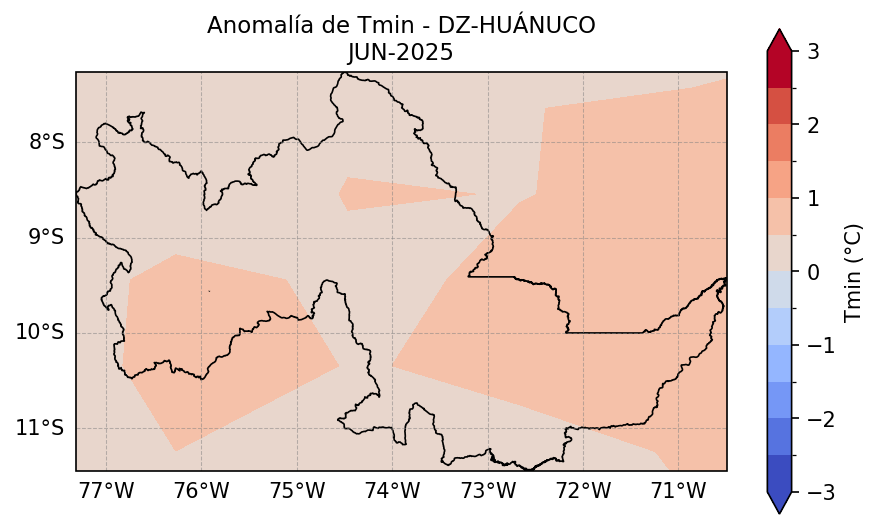 Anomalía de Tmin - DZ-HUÁNUCO
JUN-2025
8°S
9°S
10°S
11°S
77°W
76°W
75°W
74°W
73°W
72°W
71°W
3
2
1
0
−1
−2
−3
Tmin (°C)